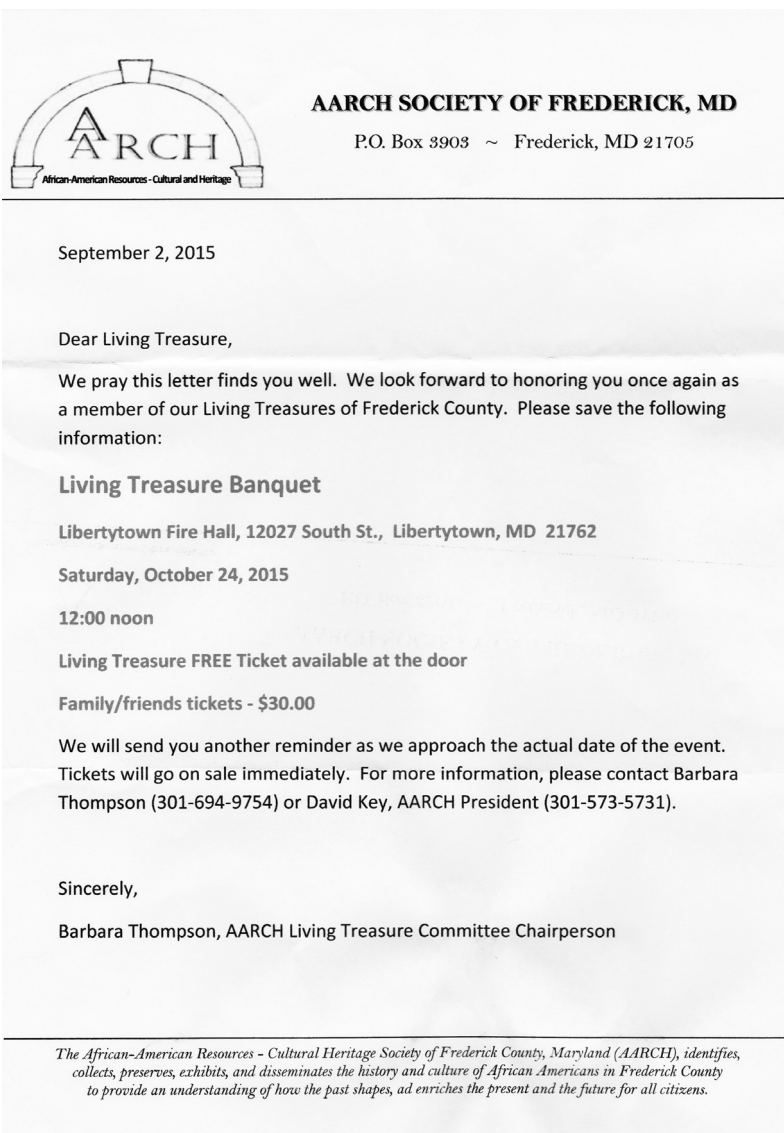 AARCH
African-American Resources - Cultural and Heritage
AARCH SOCIETY OF FREDERICK, MD
P.O. Box 3903 ~ Frederick, MD 21705
September 2, 2015
Dear Living Treasure,
We pray this letter finds you well. We look forward to honoring you once again as
a member of our Living Treasures of Frederick County. Please save the following
information:
Living Treasure Banquet
Libertytown Fire Hall, 12027 South St., Libertytown, MD 21762
Saturday, October 24, 2015
12:00 noon
Living Treasure FREE Ticket available at the door
Family/friends tickets - $30.00
We will send you another reminder as we approach the actual date of the event.
Tickets will go on sale immediately. For more information, please contact Barbara
Thompson (301-694-9754) or David Key, AARCH President (301-573-5731).
Sincerely,
Barbara Thompson, AARCH Living Treasure Committee Chairperson
The African-American Resources - Cultural Heritage Society of Frederick County, Maryland (AARCH), identifies,
collects, preserves, exhibits, and disseminates the history and culture of African Americans in Frederick County
to provide an understanding of how the past shapes, ad enriches the present and the future for all citizens.